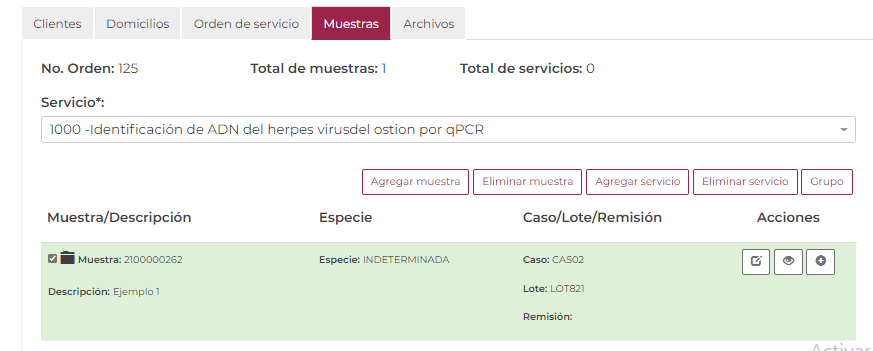 Clientes Domicilios Orden de servicio Muestras Archivos
No. Orden: 125 Total de muestras: 1 Total de servicios: 0
Servicio*:
1000 -Identificación de ADN del herpes virusdel ostion por qPCR
Agregar muestra Eliminar muestra Agregar servicio Eliminar servicio Grupo
Muestra/Descripción Especie Caso/Lote/Remisión Acciones
Muestra: 2100000262 Especie: INDETERMINADA Caso: CAS02
Descripción: Ejemplo 1 Lote: LOT821
Remisión:
Activar